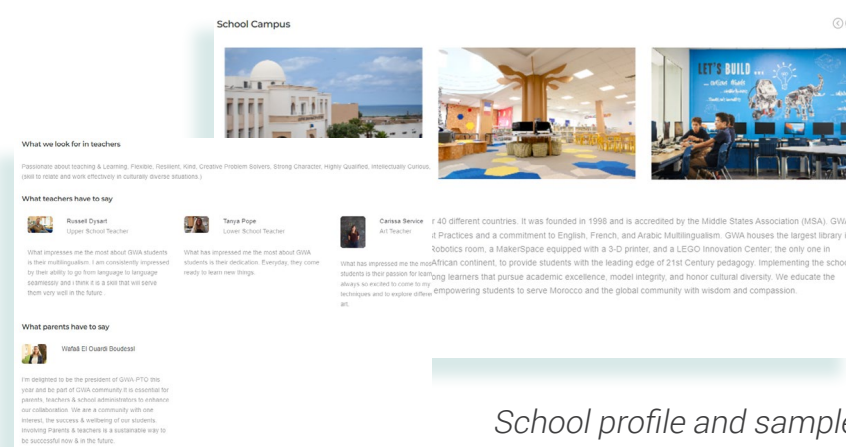 School Campus
LET'S BUILD ...
What we look for in teachers
Passionate about teaching & Learning, Flexible, Resilient, Kind, Creative Problem Solvers, Strong Character, Highly Qualified, Intellectually Curious,
(skill to relate and work effectively in culturally diverse situations.)
What teachers have to say
Russell Dysart
Upper School Teacher
What impresses me the most about GWA students
is their multilingualism. I am consistently impressed
by their ability to go from language to language
seamlessly and I think it is a skill that will serve
them very well in the future .
Tanya Pope
Lower School Teacher
What has impressed me the most about GWA
students is their dedication. Everyday, they come
ready to learn new things.
Carissa Service
Art Teacher
What has impressed me the mos
students is their passion for learn
always so excited to come to my
techniques and to explore differe
art.
What parents have to say
Wafaâ El Ouardi Boudessi
I'm delighted to be the president of GWA-PTO this
year and be part of GWA community.It is essential for
parents, teachers & school administrators to enhance
our collaboration. We are a community with one
interest, the success & wellbeing of our students.
Involving Parents & teachers is a sustainable way to
be successful now & in the future.
r 40 different countries. It was founded in 1998 and is accredited by the Middle States Association (MSA). GWA
t Practices and a commitment to English, French, and Arabic Multilingualism. GWA houses the largest library i
Robotics room, a MakerSpace equipped with a 3-D printer, and a LEGO Innovation Center; the only one in
African continent, to provide students with the leading edge of 21st Century pedagogy. Implementing the schoo
ong learners that pursue academic excellence, model integrity, and honor cultural diversity. We educate the
empowering students to serve Morocco and the global community with wisdom and compassion.
School profile and sample